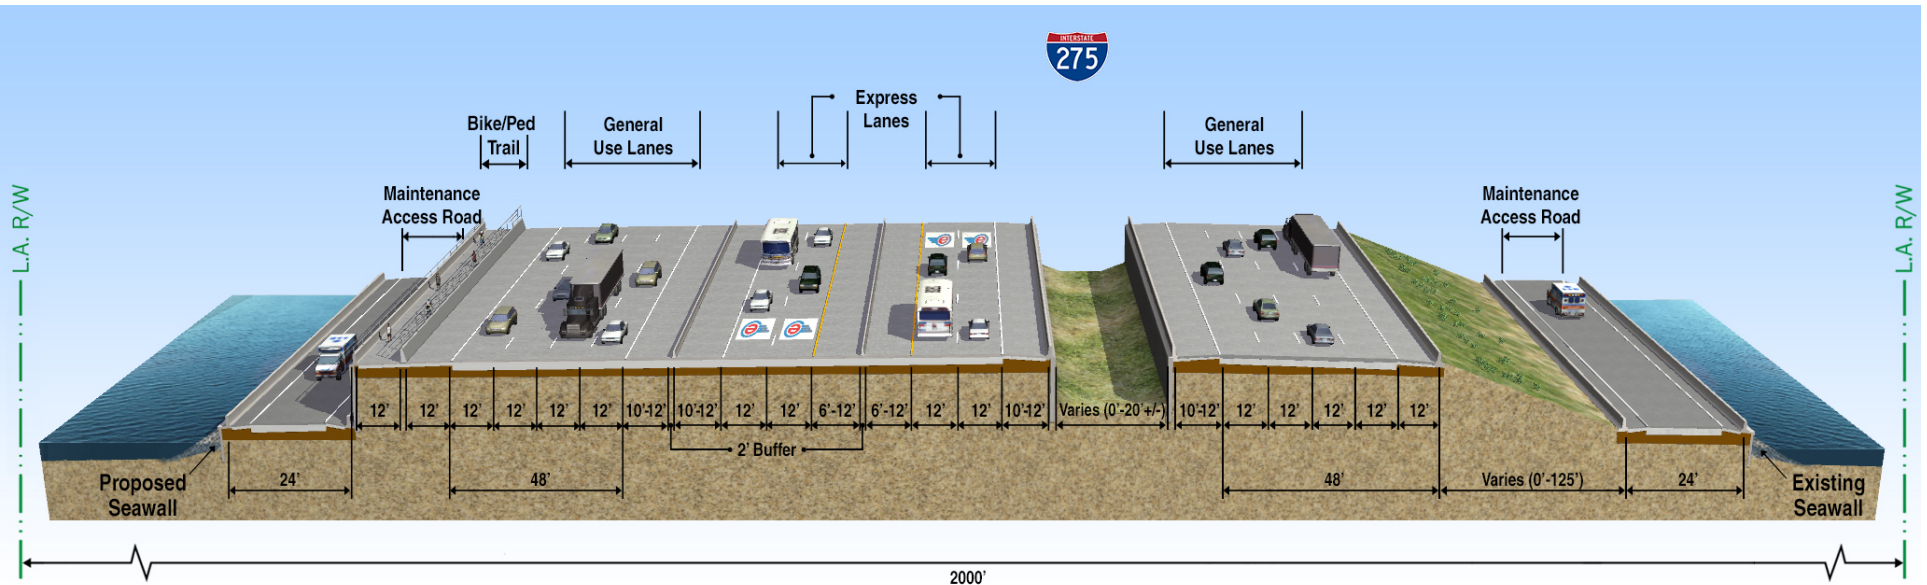 INTERSTATE
275
Express
Lanes
Bike/Ped
Trail
General
Use Lanes
General
Use Lanes
Maintenance
Access Road
Maintenance
Access Road
L.A. R/W
L.A. R/W
12' 12' 12' 12' 12' 12' 10'-12' 10'-12' 12' 12' 6'-12' 6'-12' 12' 12' 10'-12' Varies (0'-20'+/-) 10'-12' 12' 12' 12' 12' 12'
2' Buffer
24' 48' 48' Varies (0'-125') 24'
Proposed
Seawall
Existing
Seawall
2000'